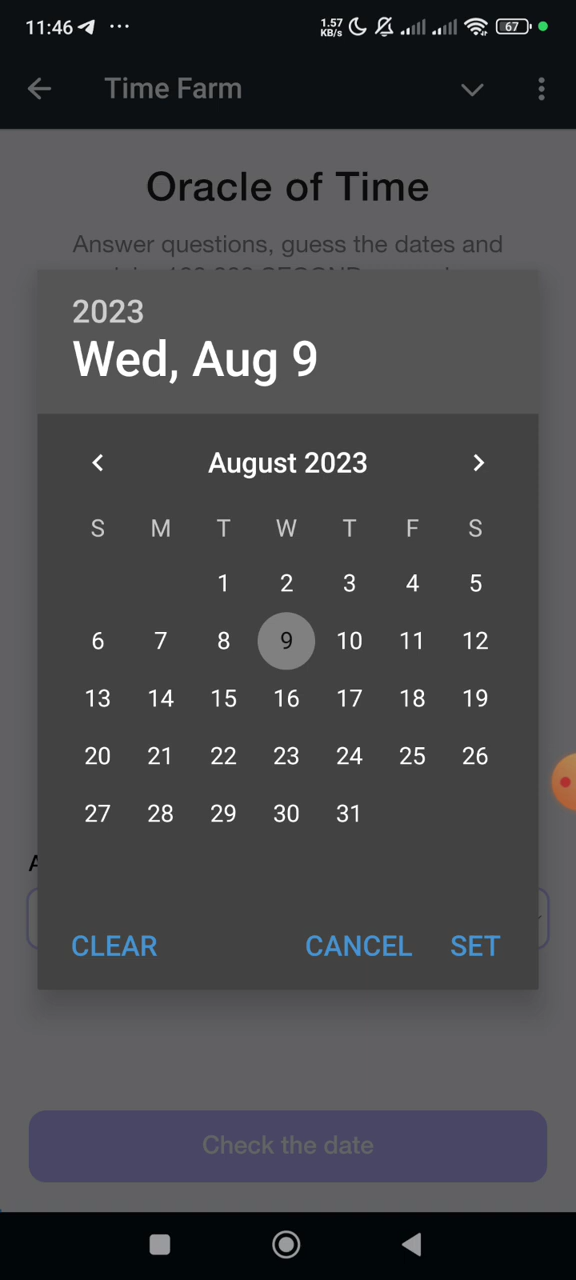 11:46 ... 1.57 KB/s 67
Time Farm
Oracle of Time
Answer questions, guess the dates and
2023
Wed, Aug 9
August 2023
S M T W T F S
1 2 3 4 5
6 7 8 9 10 11 12
13 14 15 16 17 18 19
20 21 22 23 24 25 26
27 28 29 30 31
A
CLEAR CANCEL SET
Check the date